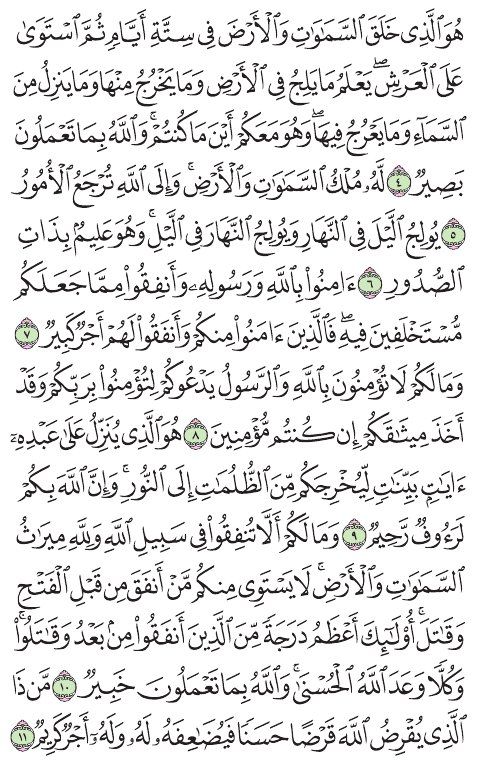 هُوَ ٱلَّذِى خَلَقَ ٱلسَّمَٰوَٰتِ وَٱلْأَرْضَ فِى سِتَّةِ أَيَّامٍ ثُمَّ ٱسْتَوَىٰ
عَلَى ٱلْعَرْشِۖ يَعْلَمُ مَا يَلِجُ فِى ٱلْأَرْضِ وَمَا يَخْرُجُ مِنْهَا وَمَا يَنزِلُ مِنَ
ٱلسَّمَآءِ وَمَا يَعْرُجُ فِيهَاۖ وَهُوَ مَعَكُمْ أَيْنَ مَا كُنتُمْۚ وَٱللَّهُ بِمَا تَعْمَلُونَ
بَصِيرٌ ٤ لَّهُۥ مُلْكُ ٱلسَّمَٰوَٰتِ وَٱلْأَرْضِۚ وَإِلَى ٱللَّهِ تُرْجَعُ ٱلْأُمُورُ
٥ يُولِجُ ٱلَّيْلَ فِى ٱلنَّهَارِ وَيُولِجُ ٱلنَّهَارَ فِى ٱلَّيْلِۚ وَهُوَ عَلِيمٌۢ بِذَاتِ
ٱلصُّدُورِ ٦ ءَامِنُوا۟ بِٱللَّهِ وَرَسُولِهِۦ وَأَنفِقُوا۟ مِمَّا جَعَلَكُم
مُّسْتَخْلَفِينَ فِيهِۖ فَٱلَّذِينَ ءَامَنُوا۟ مِنكُمْ وَأَنفَقُوا۟ لَهُمْ أَجْرٌ كَبِيرٌ ٧
وَمَا لَكُمْ لَا تُؤْمِنُونَ بِٱللَّهِۙ وَٱلرَّسُولُ يَدْعُوكُمْ لِتُؤْمِنُوا۟ بِرَبِّكُمْ وَقَدْ
أَخَذَ مِيثَٰقَكُمْ إِن كُنتُم مُّؤْمِنِينَ ٨ هُوَ ٱلَّذِى يُنَزِّلُ عَلَىٰ عَبْدِهِۦٓ
ءَايَٰتٍۭ بَيِّنَٰتٍ لِّيُخْرِجَكُم مِّنَ ٱلظُّلُمَٰتِ إِلَى ٱلنُّورِۚ وَإِنَّ ٱللَّهَ بِكُمْ
لَرَءُوفٌ رَّحِيمٌ ٩ وَمَا لَكُمْ أَلَّا تُنفِقُوا۟ فِى سَبِيلِ ٱللَّهِ وَلِلَّهِ مِيرَٰثُ
ٱلسَّمَٰوَٰتِ وَٱلْأَرْضِۚ لَا يَسْتَوِى مِنكُم مَّنْ أَنفَقَ مِن قَبْلِ ٱلْفَتْحِ
وَقَٰتَلَۚ أُو۟لَٰٓئِكَ أَعْظَمُ دَرَجَةً مِّنَ ٱلَّذِينَ أَنفَقُوا۟ مِنۢ بَعْدُ وَقَٰتَلُوا۟ۚ
وَكُلًّا وَعَدَ ٱللَّهُ ٱلْحُسْنَىٰۚ وَٱللَّهُ بِمَا تَعْمَلُونَ خَبِيرٌ ١٠ مَّن ذَا
ٱلَّذِى يُقْرِضُ ٱللَّهَ قَرْضًا حَسَنًا فَيُضَٰعِفَهُۥ لَهُۥ وَلَهُۥٓ أَجْرٌ كَرِيمٌ ١١